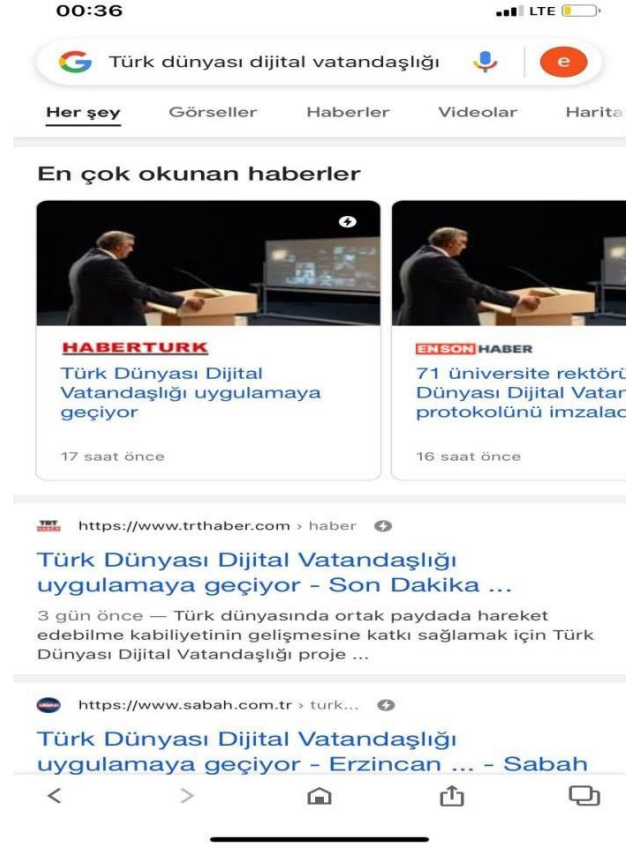 00:36
LTE
Türk dünyası dijital vatandaşlığı
e
Her şey Görseller Haberler Videolar Harita
En çok okunan haberler
HABERTURK
Türk Dünyası Dijital
Vatandaşlığı uygulamaya
geçiyor
17 saat önce
ENSON HABER
71 üniversite rektörü
Dünyası Dijital Vatan
protokolünü imzalad
16 saat önce
TRT HABER
https://www.trthaber.com › haber
Türk Dünyası Dijital Vatandaşlığı
uygulamaya geçiyor - Son Dakika ...
3 gün önce — Türk dünyasında ortak paydada hareket
edebilme kabiliyetinin gelişmesine katkı sağlamak için Türk
Dünyası Dijital Vatandaşlığı proje ...
https://www.sabah.com.tr › turk...
Türk Dünyası Dijital Vatandaşlığı
uygulamaya geçiyor - Erzincan ... - Sabah